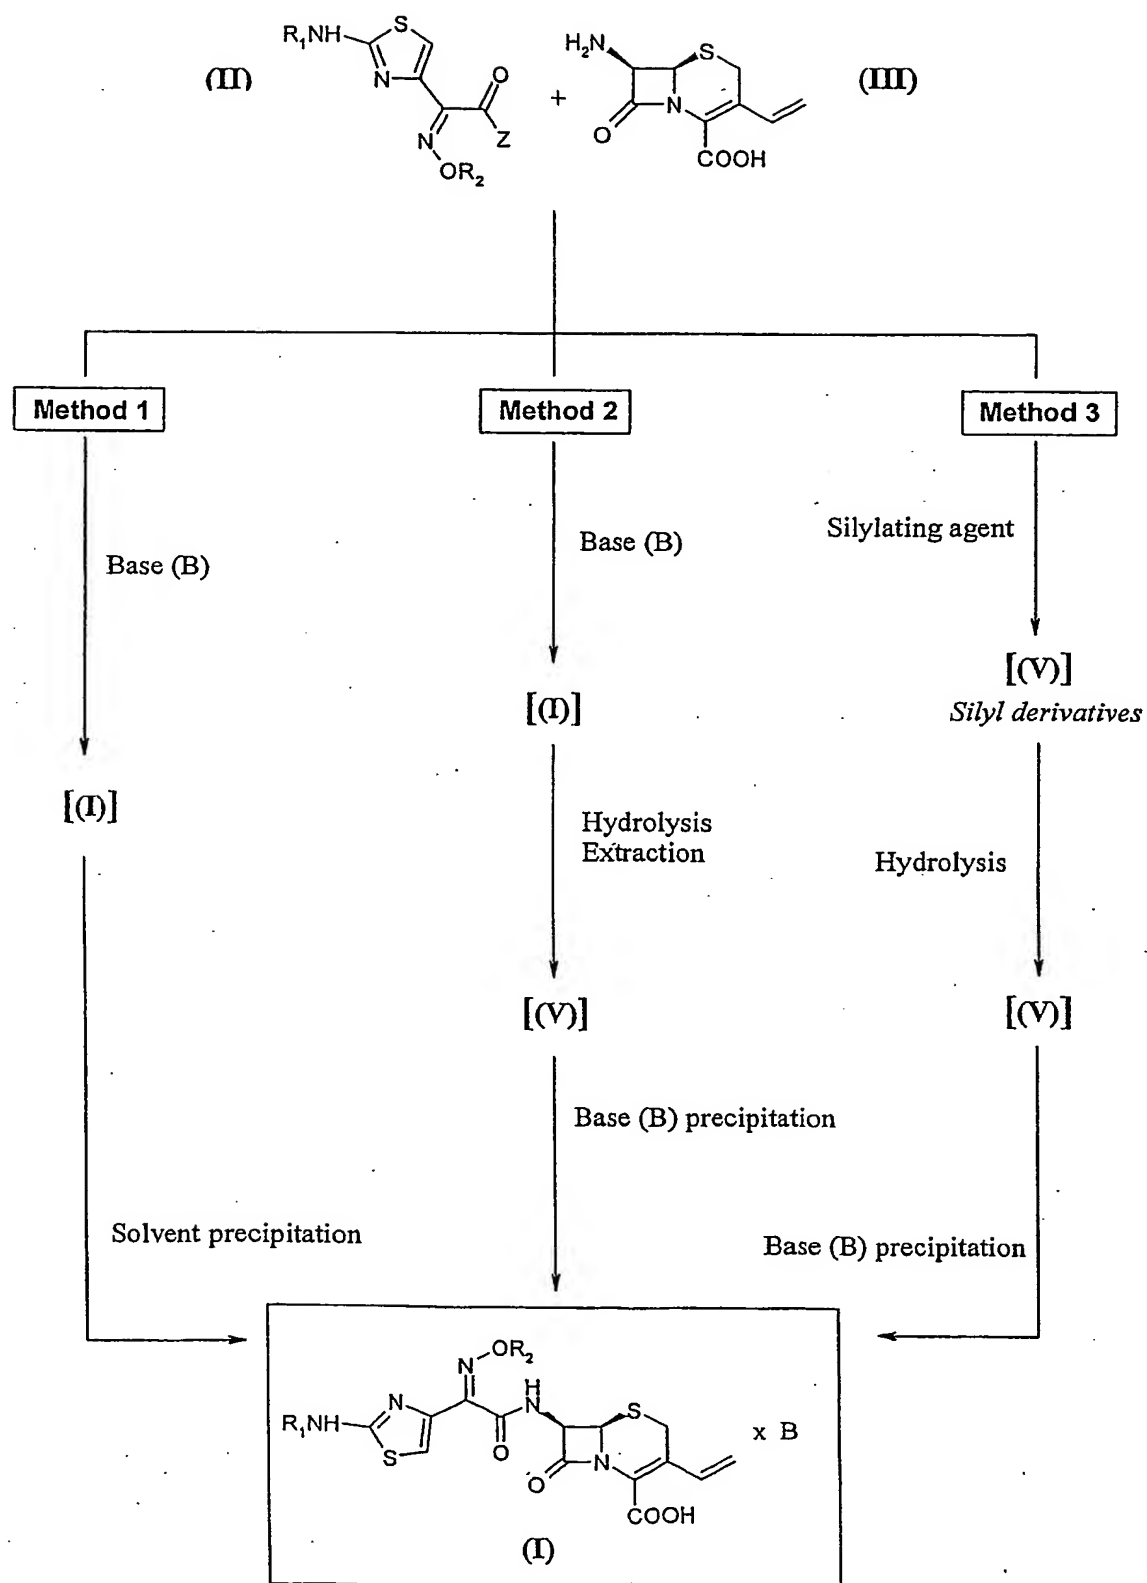 R1NH
S
N
(II)
O
N
Z
OR2
+
H2N
S
N
O
COOH
(III)
Method 1
Method 2
Method 3
Base (B)
Base (B)
Silylating agent
[(I)]
[(I)]
[(V)]
Silyl derivatives
Hydrolysis
Extraction
Hydrolysis
[(V)]
[(V)]
Base (B) precipitation
Solvent precipitation
Base (B) precipitation
N
OR2
R1NH
N
S
O
H
N
S
N
O
COOH
x B
(I)